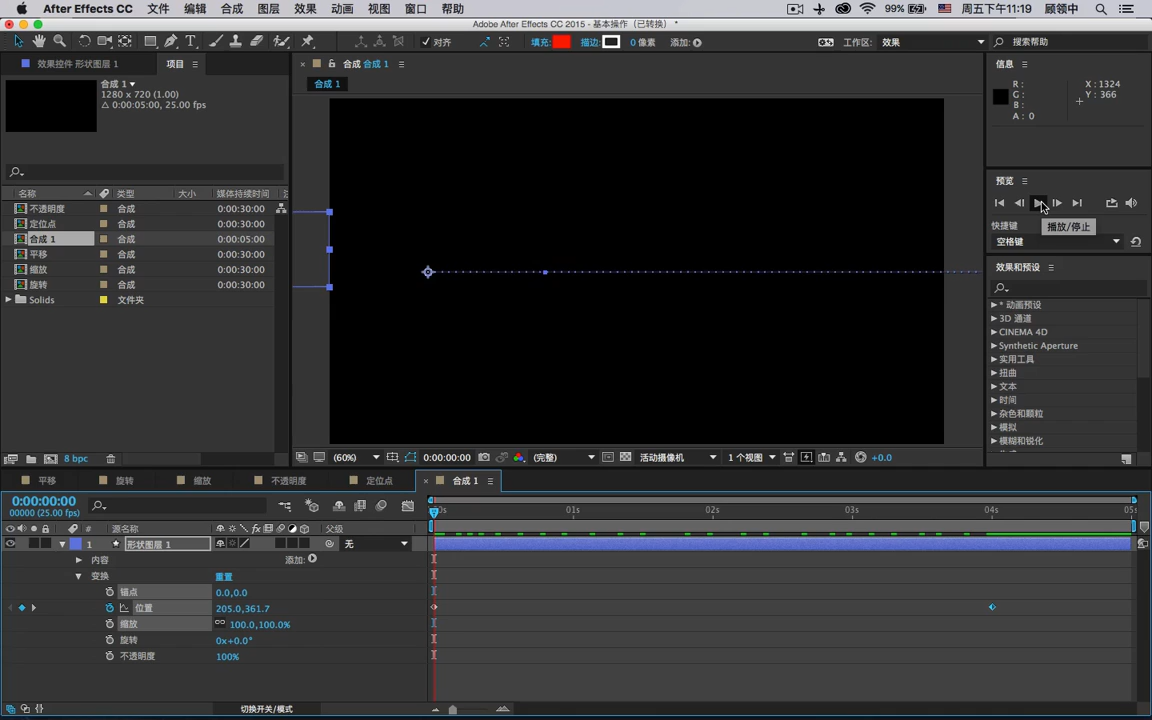 After Effects CC 文件 编辑 合成 图层 效果 动画 视图 窗口 帮助 99% 周五下午11:19 顾领中
Adobe After Effects CC 2015 - 基本操作（已转换） *
对齐 填充: 描边: 0 像素 添加: 工作区: 效果 搜索帮助
效果控件 形状图层 1 项目
合成 1
1280 x 720 (1.00)
Δ 0:00:05:00, 25.00 fps
名称 类型 大小 媒体持续时间
不透明度 合成 0:00:30:00
定位点 合成 0:00:30:00
合成 1 合成 0:00:05:00
平移 合成 0:00:30:00
缩放 合成 0:00:30:00
旋转 合成 0:00:30:00
Solids 文件夹
8 bpc
合成 合成 1
合成 1
(60%) 0:00:00:00 (完整) 活动摄像机 1 个视图 +0.0
信息
R : X : 1324
G : Y : 366
B :
A : 0
预览
播放/停止
快捷键
空格键
效果和预设
* 动画预设
3D 通道
CINEMA 4D
Synthetic Aperture
实用工具
扭曲
文本
时间
杂色和颗粒
模拟
模糊和锐化
平移 旋转 缩放 不透明度 定位点 合成 1
0:00:00:00
00000 (25.00 fps)
01s 02s 03s 04s
# 源名称 父级
1 形状图层 1 无
内容 添加:
变换 重置
锚点 0.0,0.0
位置 205.0,361.7
缩放 100.0,100.0%
旋转 0x+0.0°
不透明度 100%
切换开关/模式